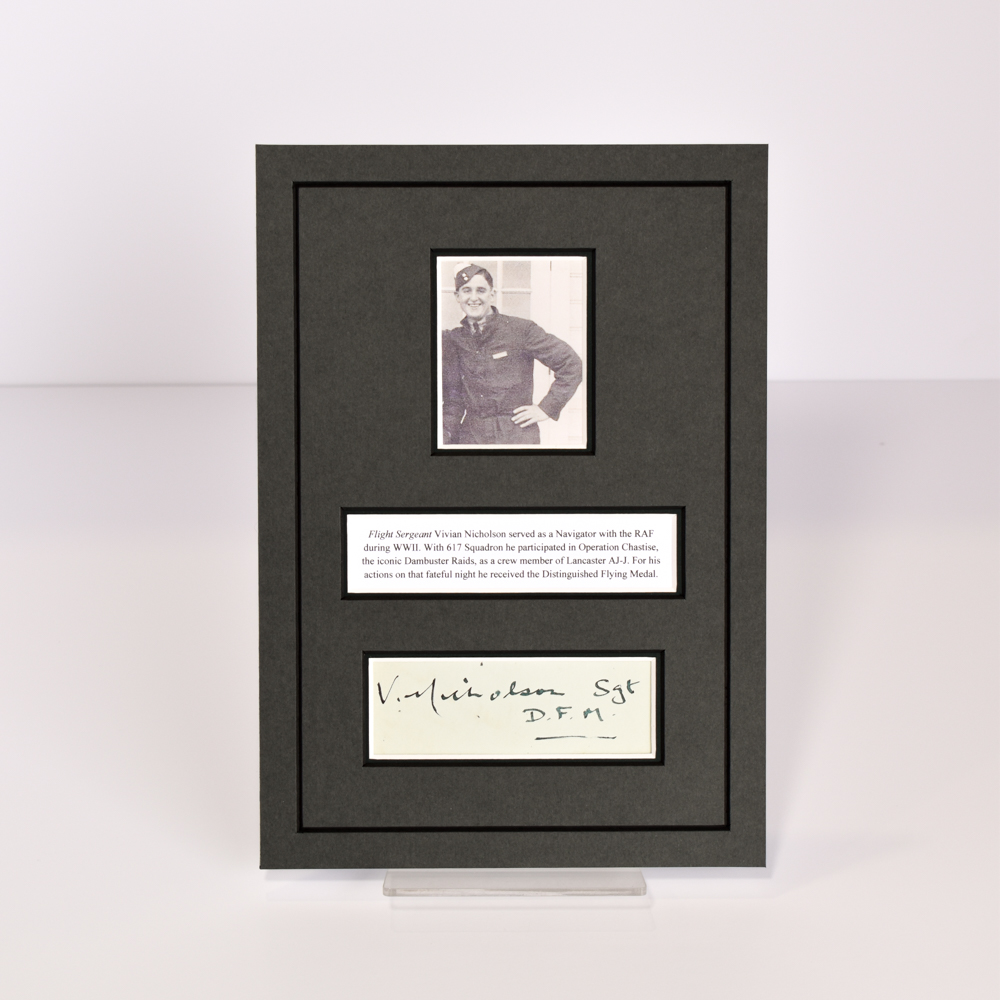 Flight Sergeant Vivian Nicholson served as a Navigator with the RAF
during WWII. With 617 Squadron he participated in Operation Chastise,
the iconic Dambuster Raids, as a crew member of Lancaster AJ-J. For his
actions on that fateful night he received the Distinguished Flying Medal.
V. Nicholson Sgt
D.F.M.